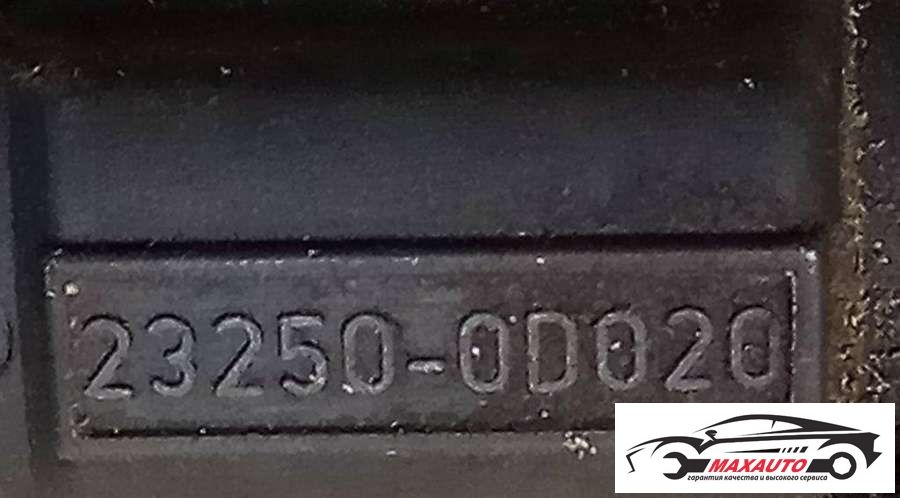 23250-0D020
MAXAUTO
гарантия качества и высокого сервиса